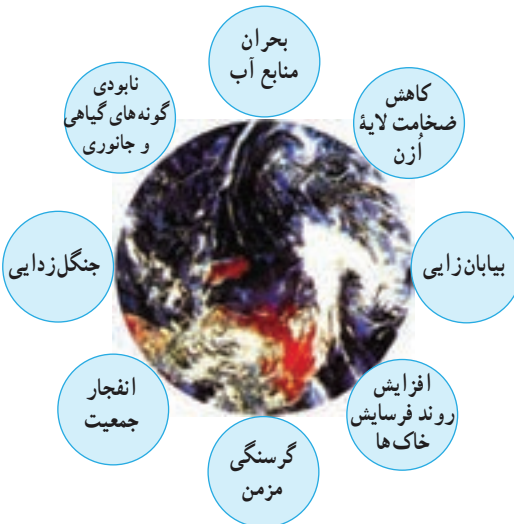 بحران
منابع آب
کاهش
ضخامت لایهٔ
اُزن
بیابان‌زایی
افزایش
روند فرسایش
خاک‌ها
گرسنگی
مزمن
انفجار
جمعیت
جنگل‌زدایی
نابودی
گونه‌های گیاهی
و جانوری